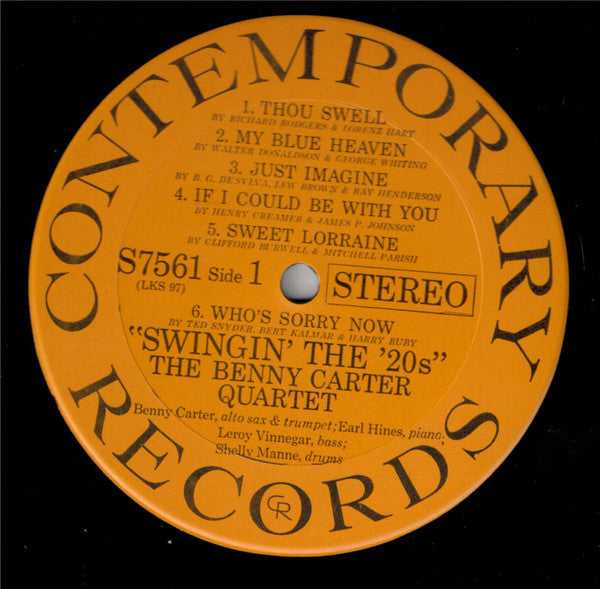 CONTEMPORARY
1. THOU SWELL
BY RICHARD RODGERS & LORENZ HART
2. MY BLUE HEAVEN
BY WALTER DONALDSON & GEORGE WHITING
3. JUST IMAGINE
BY B. G. DE SYLVA, LEW BROWN & RAY HENDERSON
4. IF I COULD BE WITH YOU
BY HENRY CREAMER & JAMES P. JOHNSON
5. SWEET LORRAINE
BY CLIFFORD BURWELL & MITCHELL PARISH
S7561 Side 1 STEREO
(LKS 97)
6. WHO'S SORRY NOW
BY TED SNYDER, BERT KALMAR & HARRY RUBY
"SWINGIN' THE '20s"
THE BENNY CARTER
QUARTET
Benny Carter, alto sax & trumpet; Earl Hines, piano;
Leroy Vinnegar, bass;
Shelly Manne, drums
RECORDS
CR